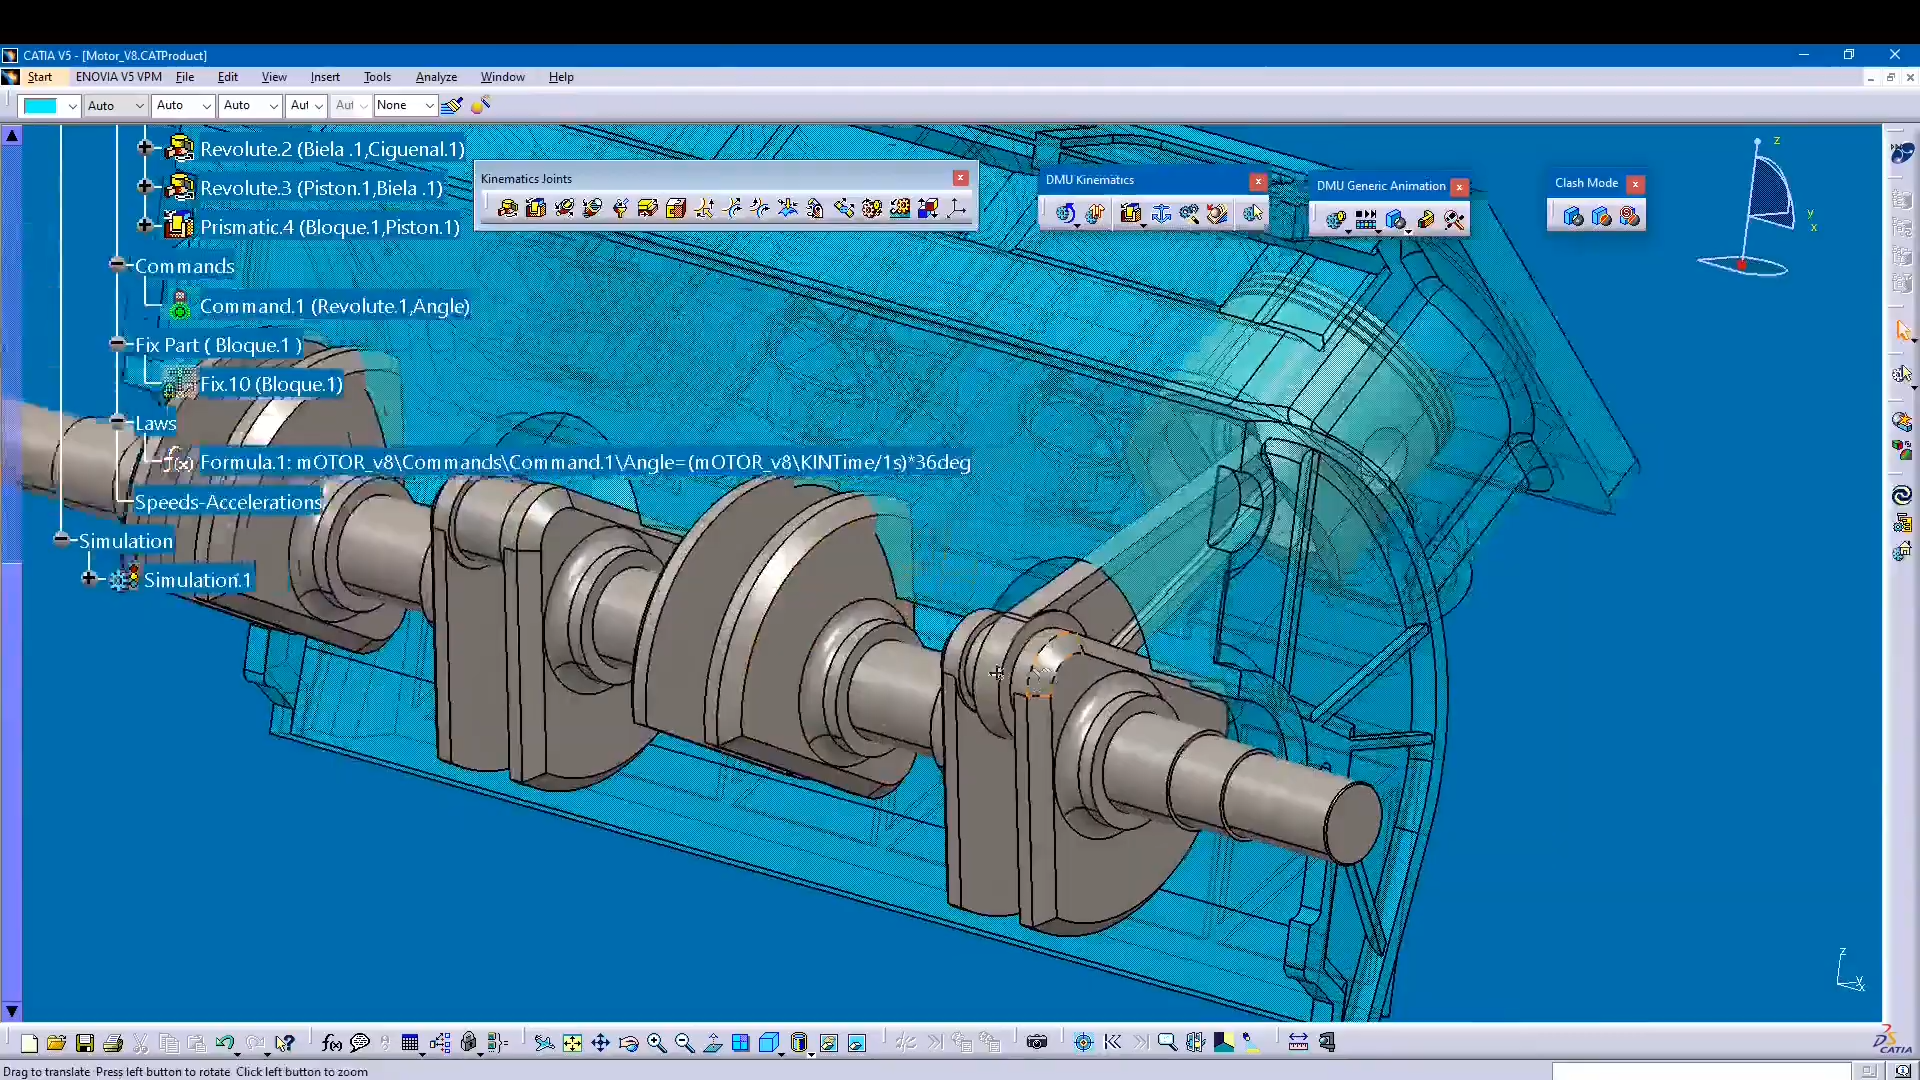 CATIA V5 - [Motor_V8.CATProduct]
Start ENOVIA V5 VPM File Edit View Insert Tools Analyze Window Help
Auto Auto Auto Aut Aut None
Revolute.2 (Biela .1,Ciguenal.1)
Revolute.3 (Piston.1,Biela .1)
Prismatic.4 (Bloque.1,Piston.1)
Commands
Command.1 (Revolute.1,Angle)
Fix Part ( Bloque.1 )
Fix.10 (Bloque.1)
Laws
Formula.1: mOTOR_v8\Commands\Command.1\Angle=(mOTOR_v8\KINTime/1s)*36deg
Speeds-Accelerations
Simulation
Simulation.1
Kinematics Joints
DMU Kinematics
DMU Generic Animation
Clash Mode
z
y
x
z
y
x
CATIA
Drag to translate Press left button to rotate Click left button to zoom